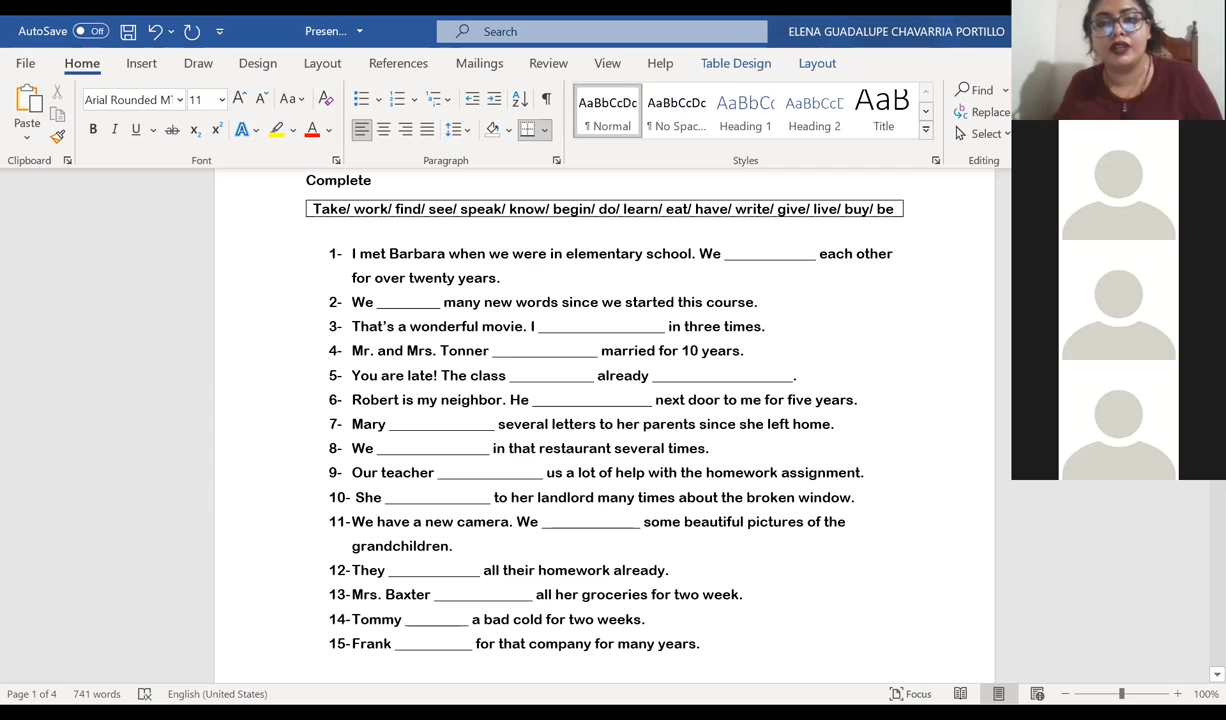 AutoSave Off Presen... Search ELENA GUADALUPE CHAVARRIA PORTILLO
File Home Insert Draw Design Layout References Mailings Review View Help Table Design Layout
Paste Arial Rounded M 11 Aa AaBbCcDc AaBbCcDc AaBbCc AaBbCcD AaB Find
¶ Normal ¶ No Spac... Heading 1 Heading 2 Title Replace
Select
Clipboard Font Paragraph Styles Editing
Complete
Take/ work/ find/ see/ speak/ know/ begin/ do/ learn/ eat/ have/ write/ give/ live/ buy/ be
1- I met Barbara when we were in elementary school. We ____________ each other
for over twenty years.
2- We ________ many new words since we started this course.
3- That's a wonderful movie. I ________________ in three times.
4- Mr. and Mrs. Tonner ______________ married for 10 years.
5- You are late! The class ___________ already __________________.
6- Robert is my neighbor. He _______________ next door to me for five years.
7- Mary ______________ several letters to her parents since she left home.
8- We _______________ in that restaurant several times.
9- Our teacher ______________ us a lot of help with the homework assignment.
10- She ______________ to her landlord many times about the broken window.
11- We have a new camera. We _____________ some beautiful pictures of the
grandchildren.
12- They ____________ all their homework already.
13- Mrs. Baxter _____________ all her groceries for two week.
14- Tommy ________ a bad cold for two weeks.
15- Frank __________ for that company for many years.
Page 1 of 4 741 words English (United States) Focus 100%